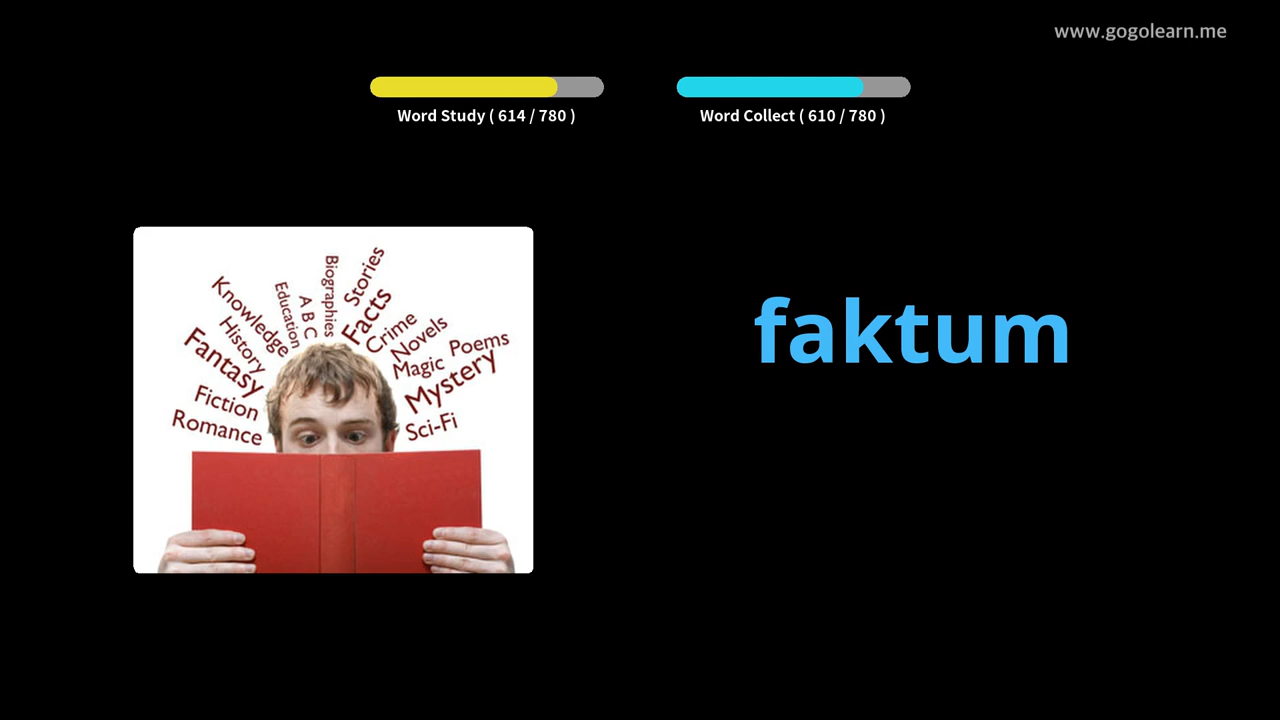 www.gogolearn.me
Word Study ( 614 / 780 )
Word Collect ( 610 / 780 )
Biographies
Stories
Education
A B C
Facts
Knowledge
History
Crime
Novels
Poems
Fantasy
Magic
Mystery
Fiction
Romance
Sci-Fi
faktum